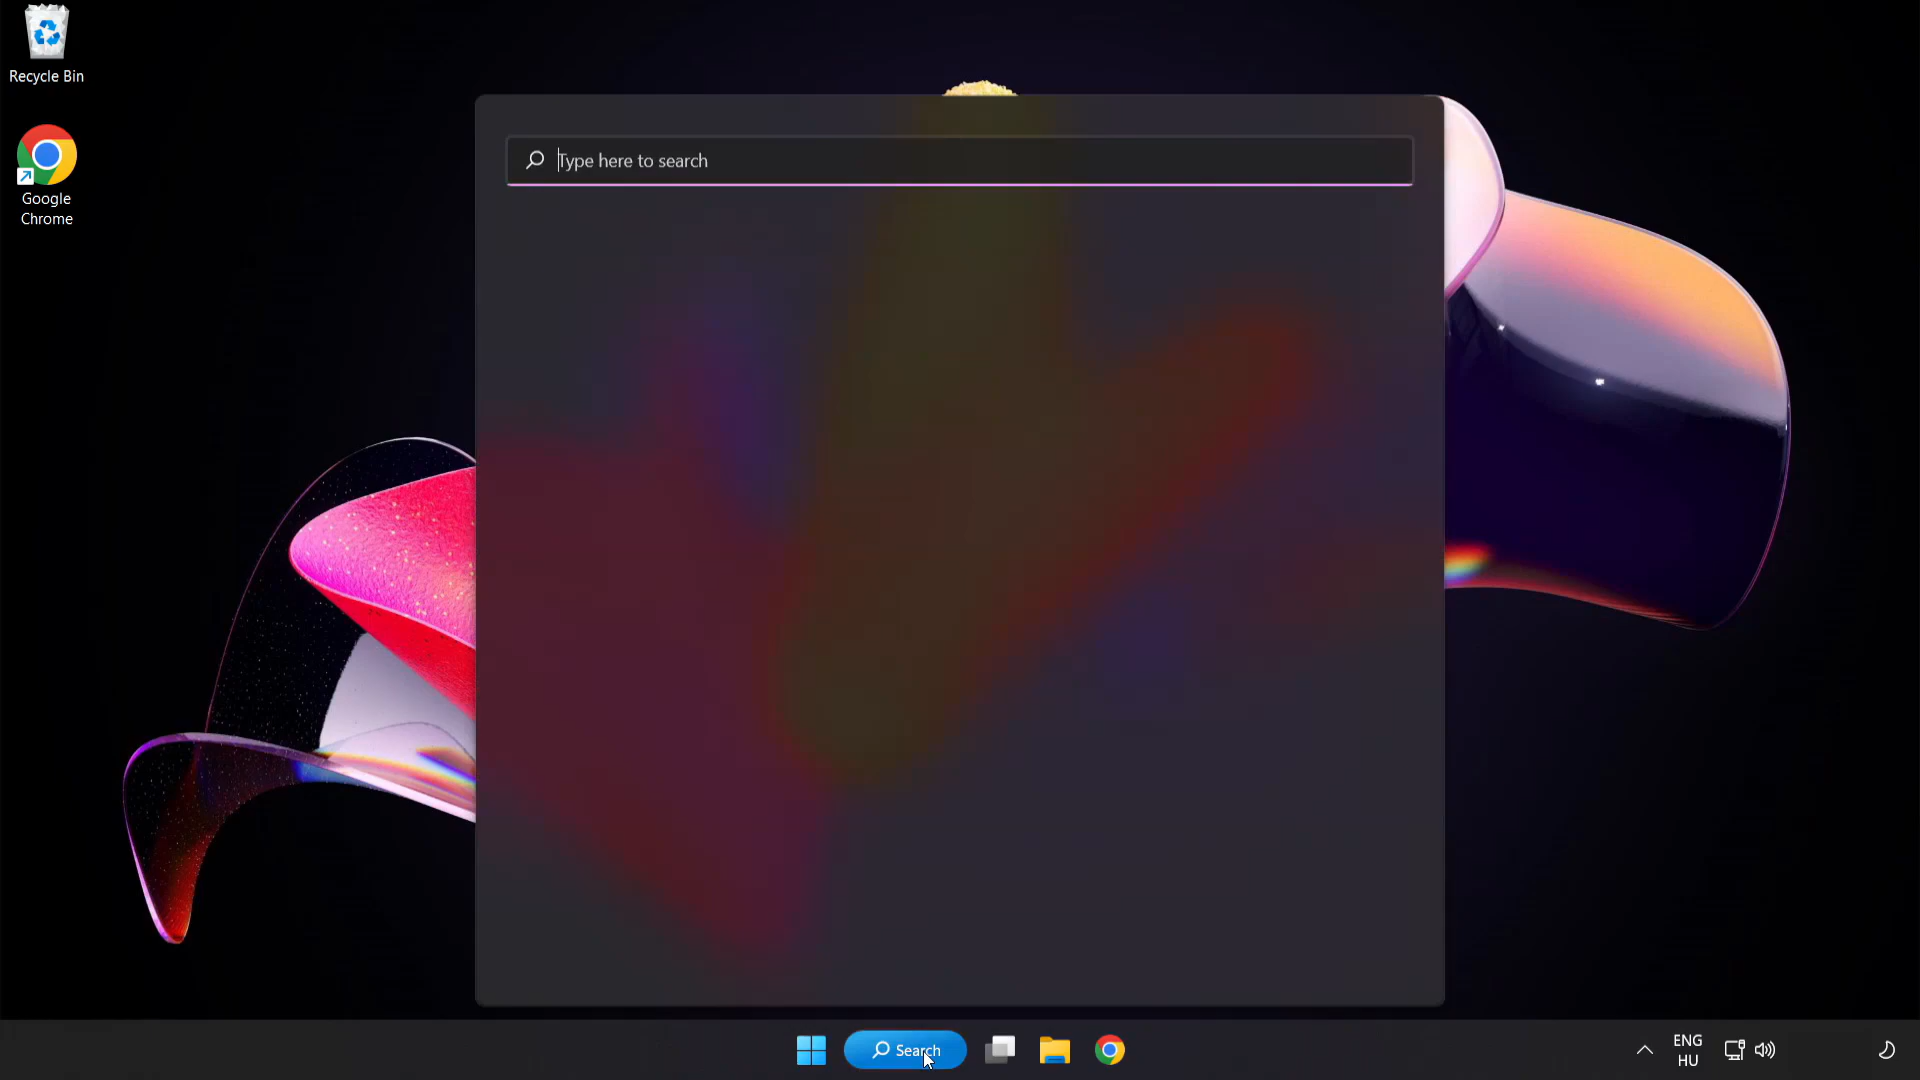 Recycle Bin
Google
Chrome
Type here to search
Search
ENG
HU